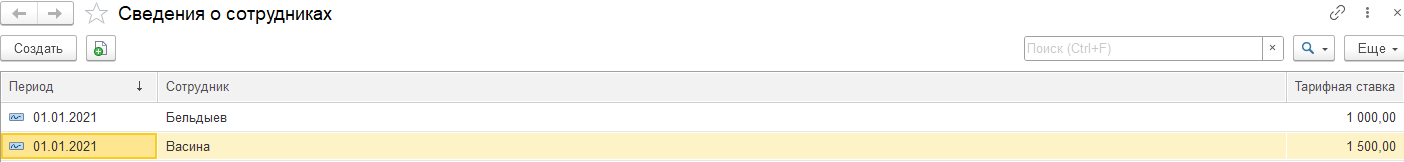 Сведения о сотрудниках
Создать Поиск (Ctrl+F) × Еще
Период ↓ Сотрудник Тарифная ставка
01.01.2021 Бельдыев 1 000,00
01.01.2021 Васина 1 500,00